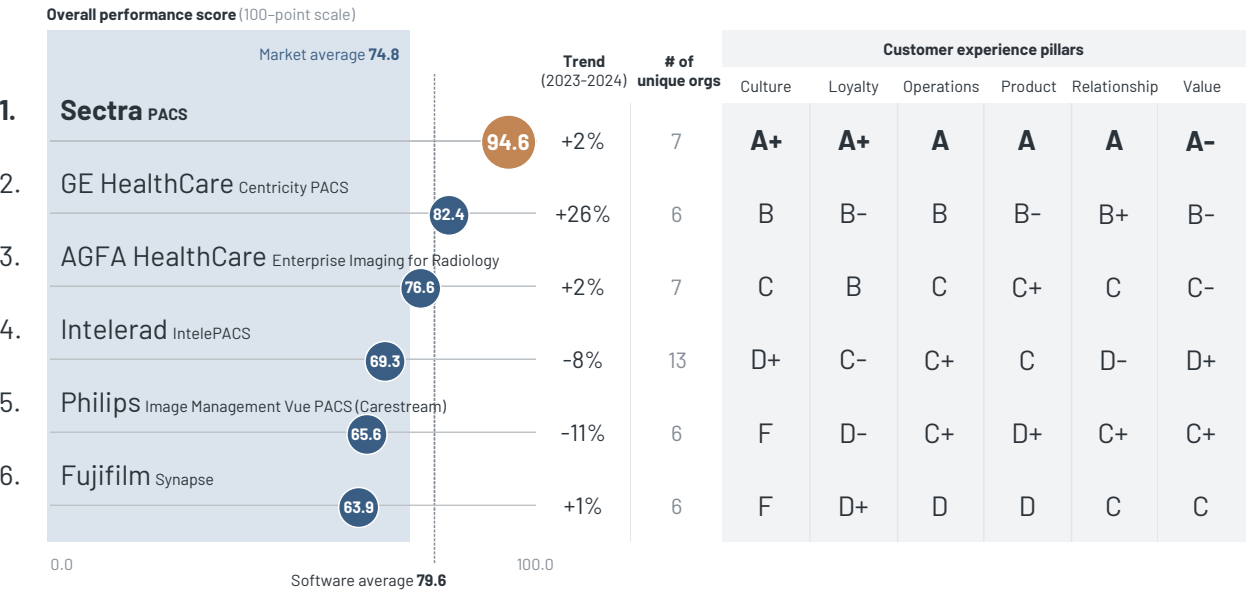 Overall performance score (100-point scale)
Market average 74.8
Trend
(2023-2024)
# of
unique orgs
Customer experience pillars
Culture Loyalty Operations Product Relationship Value
1. Sectra PACS
94.6 +2% 7 A+ A+ A A A A-
2. GE HealthCare Centricity PACS
82.4 +26% 6 B B- B B- B+ B-
3. AGFA HealthCare Enterprise Imaging for Radiology
76.6 +2% 7 C B C C+ C C-
4. Intelerad IntelePACS
69.3 -8% 13 D+ C- C+ C D- D+
5. Philips Image Management Vue PACS (Carestream)
65.6 -11% 6 F D- C+ D+ C+ C+
6. Fujifilm Synapse
63.9 +1% 6 F D+ D D C C
0.0 100.0
Software average 79.6